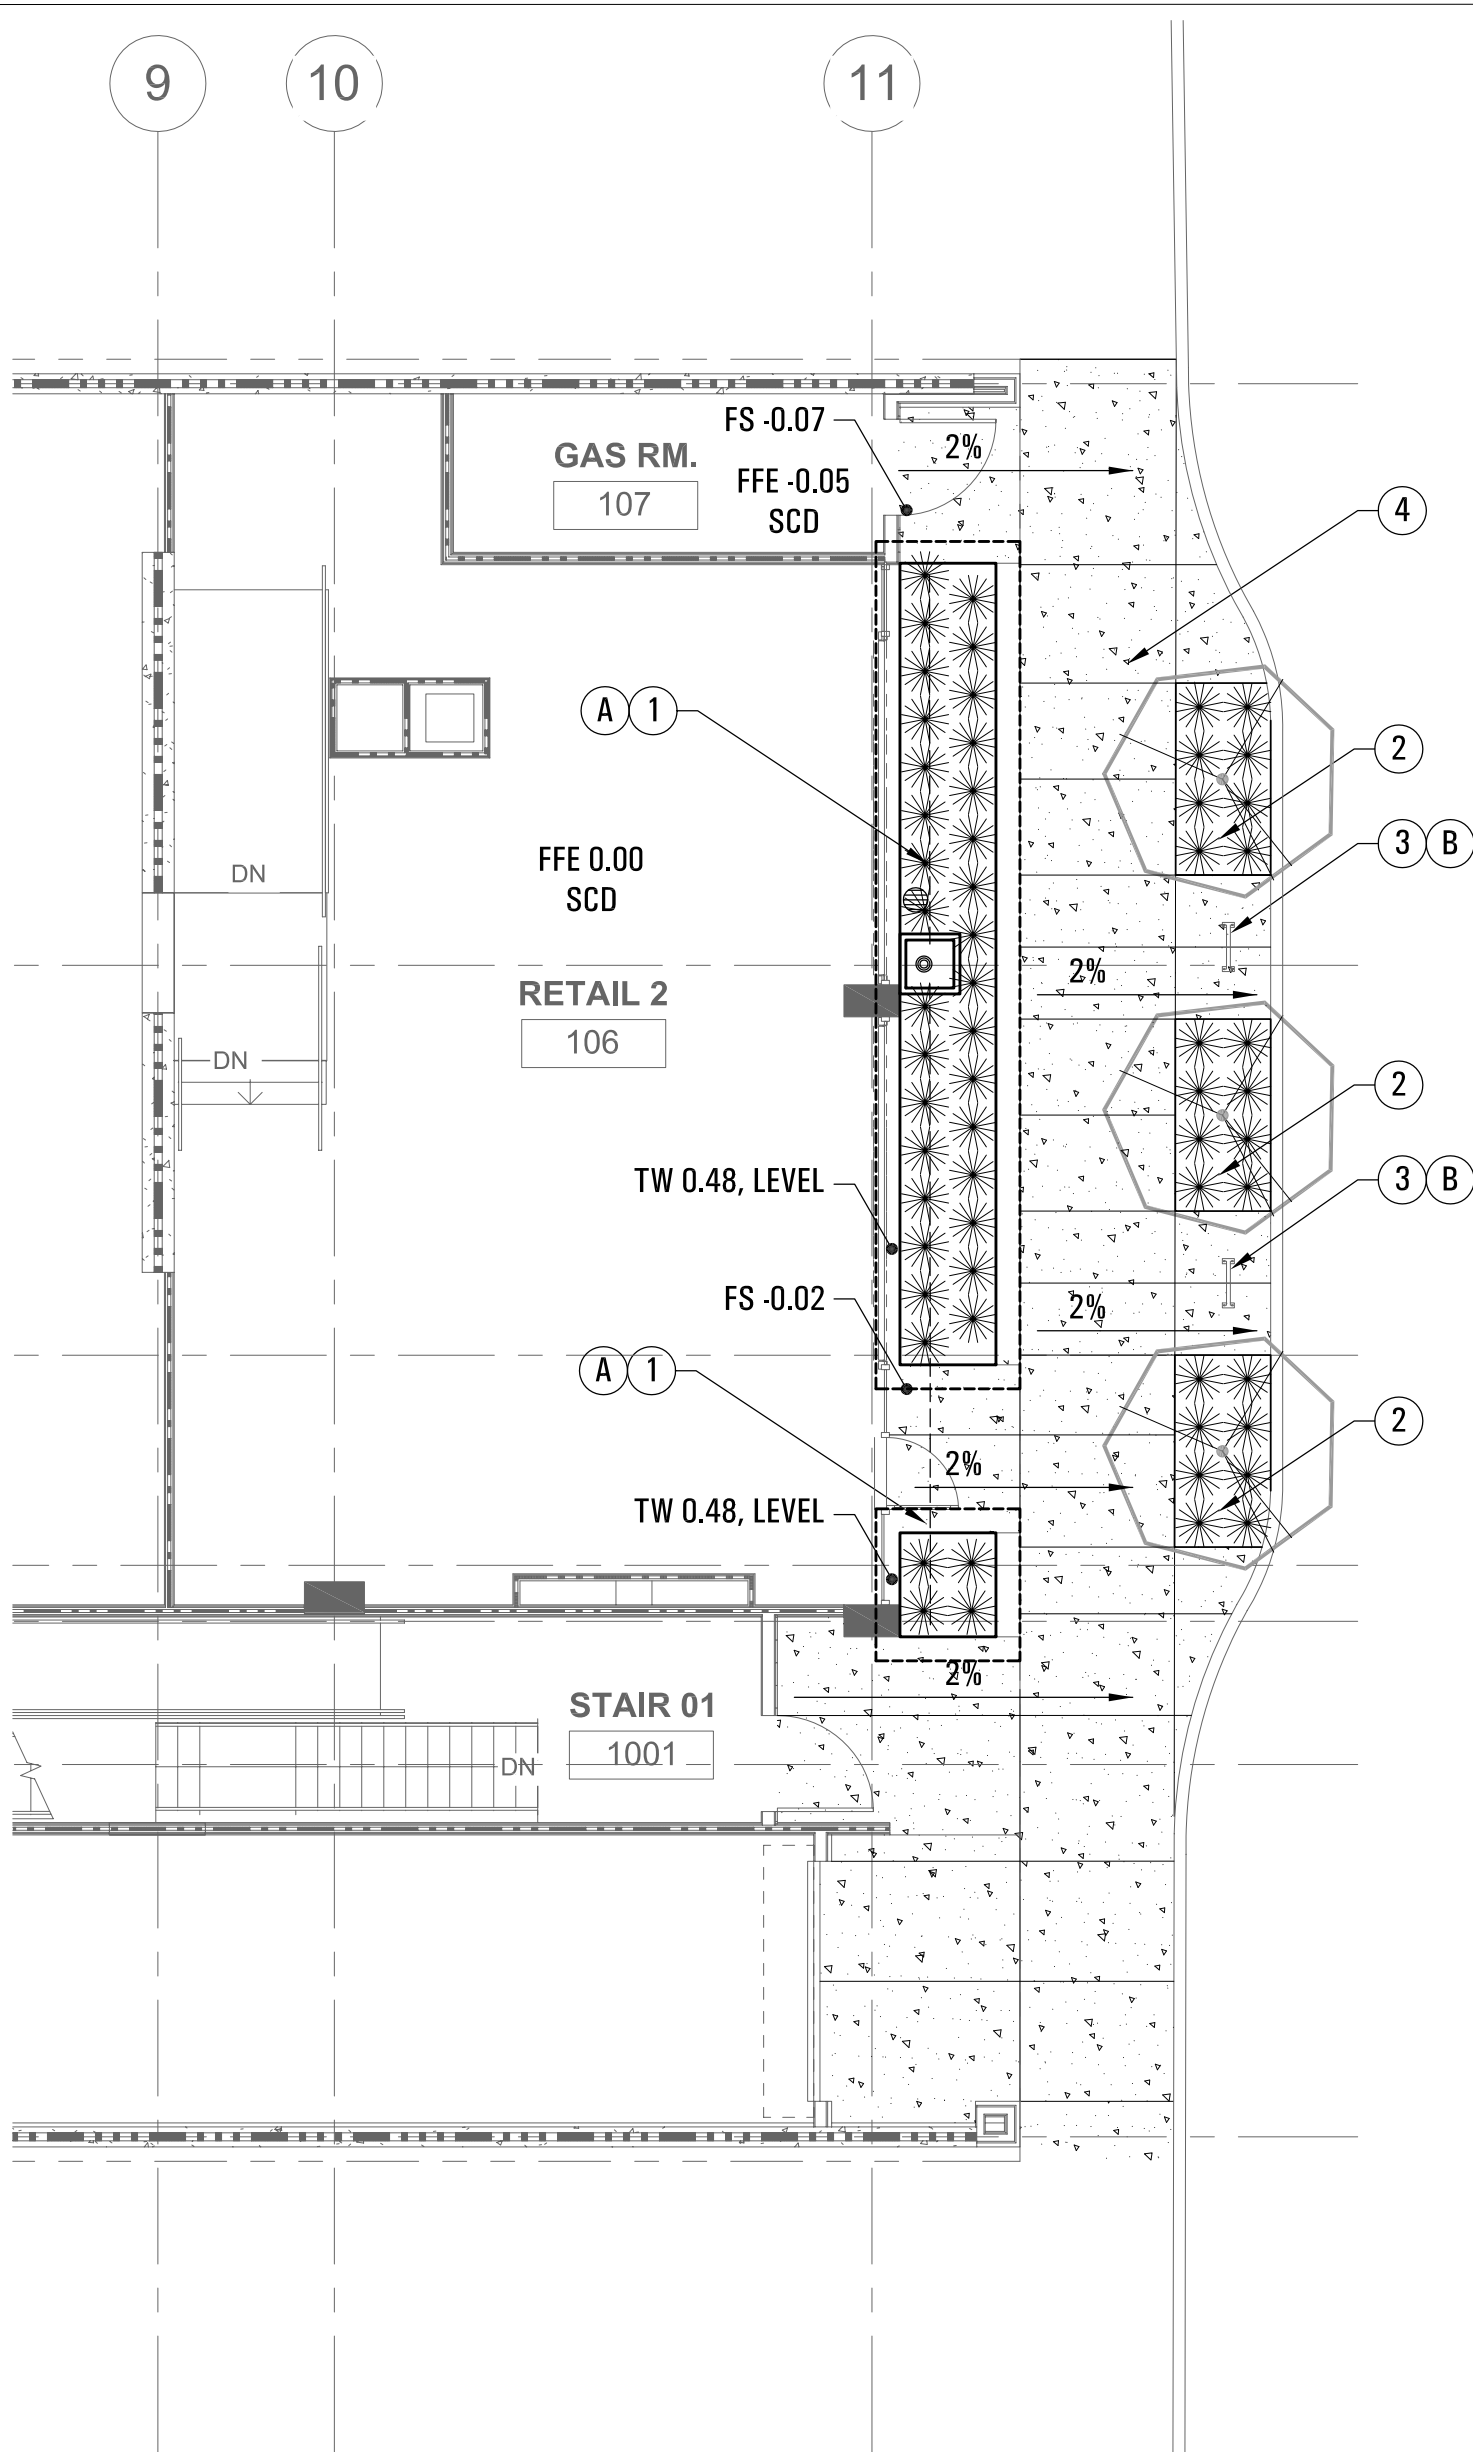 9
10
11
FS -0.07
2%
GAS RM.
107
FFE -0.05
SCD
4
A 1
2
3 B
FFE 0.00
SCD
DN
2%
RETAIL 2
106
DN
2
TW 0.48, LEVEL
3 B
FS -0.02
2%
A 1
2
2%
TW 0.48, LEVEL
2%
STAIR 01
1001
DN